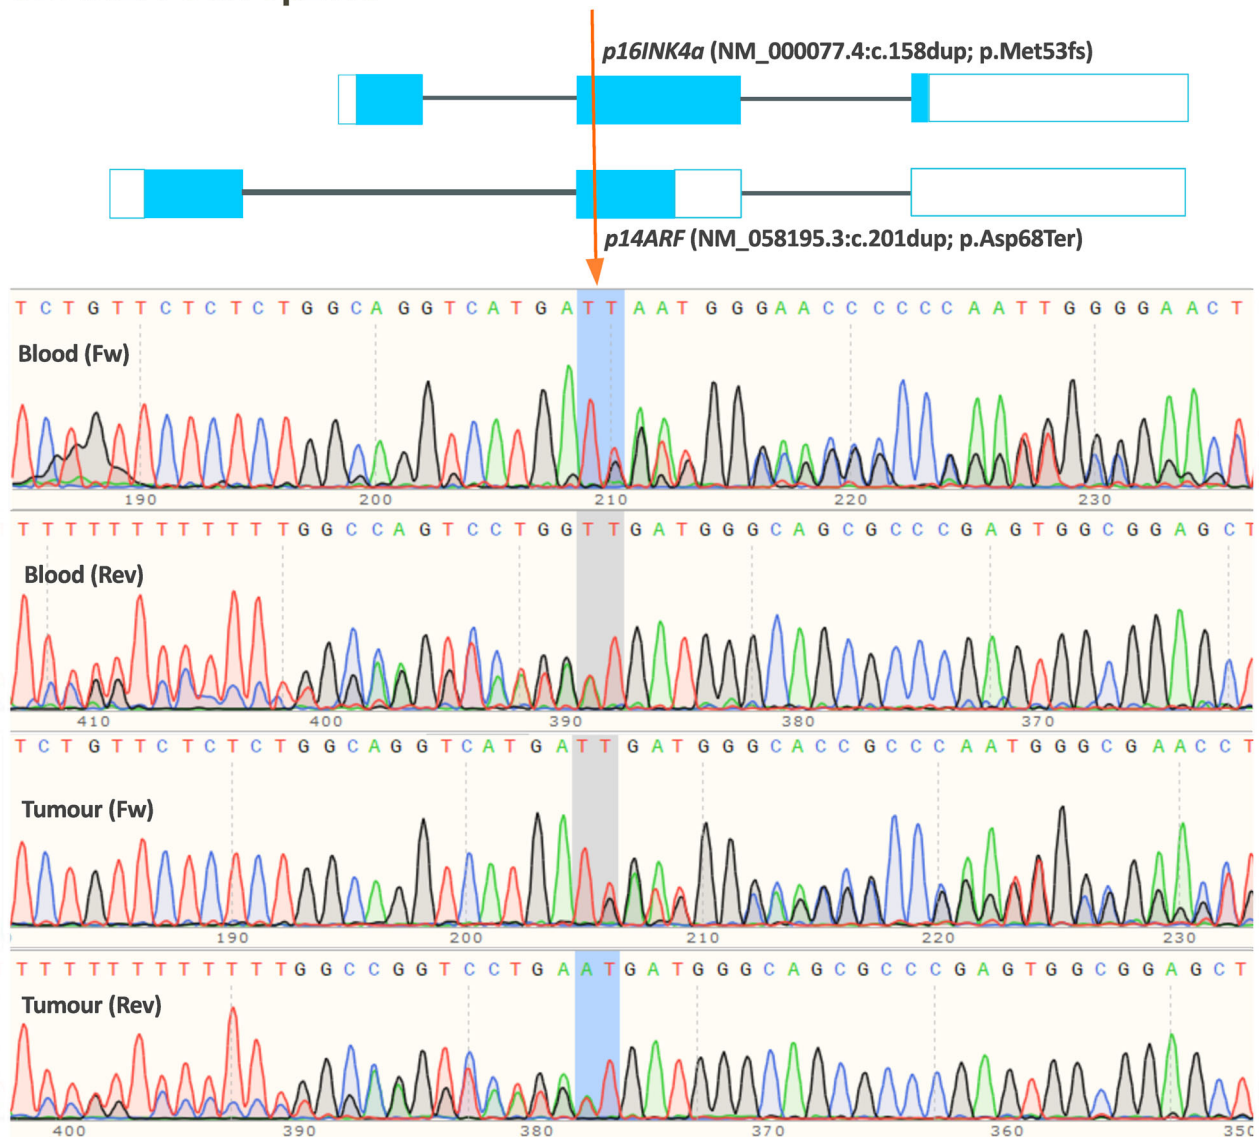 p16INK4a (NM_000077.4:c.158dup; p.Met53fs)
p14ARF (NM_058195.3:c.201dup; p.Asp68Ter)
T C T G T T C T C T C T G G C A G G T C A T G A T T A A T G G G A A C C C C C C A A T T G G G G A A C T
Blood (Fw)
190 200 210 220 230
T T T T T T T T T T T T G G C C A G T C C T G G T T G A T G G G C A G C G C C C G A G T G G C G G A G C T
Blood (Rev)
410 400 390 380 370
T C T G T T C T C T C T G G C A G G T C A T G A T T G A T G G G C A C C G C C C A A T G G G C G A A C C T
Tumour (Fw)
190 200 210 220 230
T T T T T T T T T T T T G G C C G G T C C T G A A T G A T G G G C A G C G C C C G A G T G G C G G A G C T
Tumour (Rev)
400 390 380 370 360 350